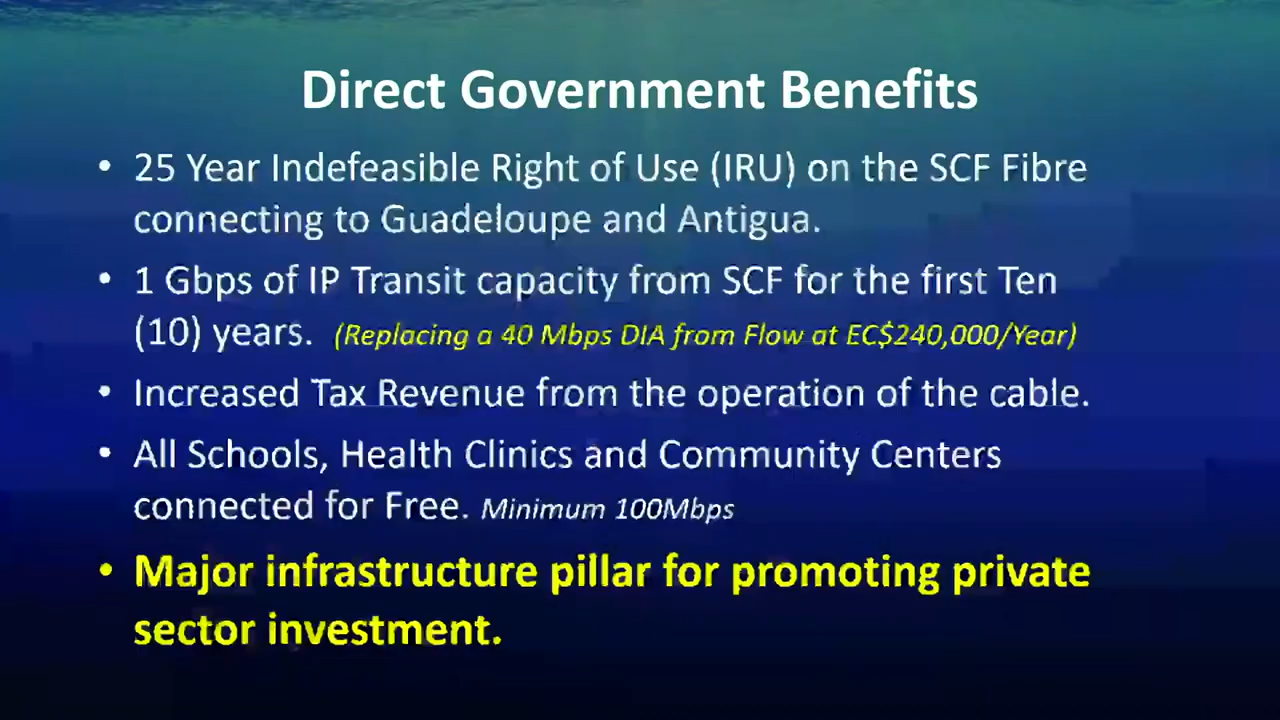 Direct Government Benefits
• 25 Year Indefeasible Right of Use (IRU) on the SCF Fibre
connecting to Guadeloupe and Antigua.
• 1 Gbps of IP Transit capacity from SCF for the first Ten
(10) years. (Replacing a 40 Mbps DIA from Flow at EC$240,000/Year)
• Increased Tax Revenue from the operation of the cable.
• All Schools, Health Clinics and Community Centers
connected for Free. Minimum 100Mbps
• Major infrastructure pillar for promoting private
sector investment.